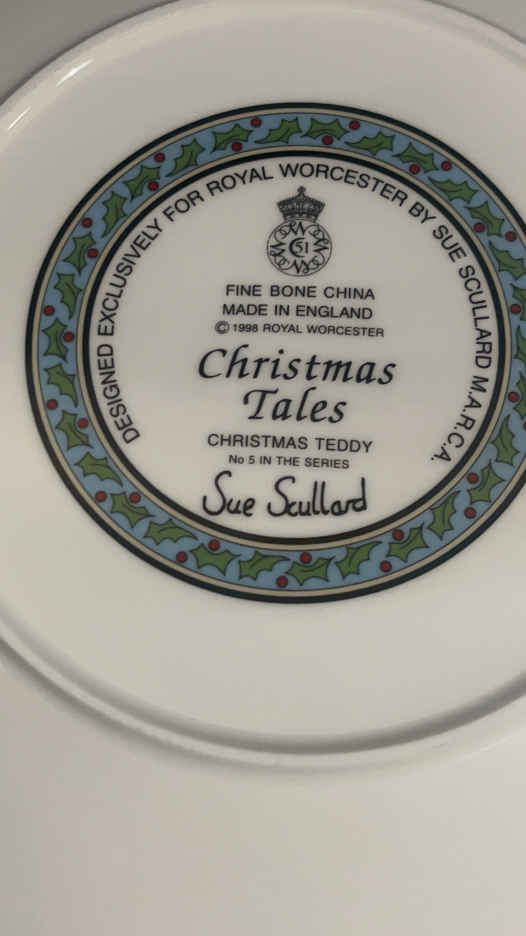 DESIGNED EXCLUSIVELY FOR ROYAL WORCESTER BY SUE SCULLARD M.A.R.C.A.
51
FINE BONE CHINA
MADE IN ENGLAND
© 1998 ROYAL WORCESTER
Christmas
Tales
CHRISTMAS TEDDY
No 5 IN THE SERIES
Sue Scullard